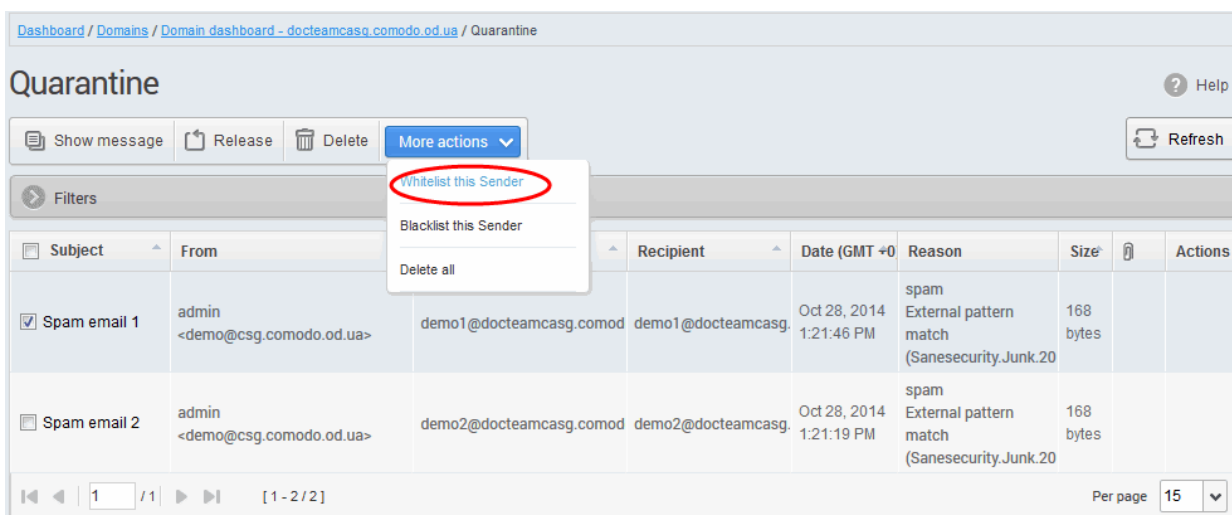 Dashboard / Domains / Domain dashboard - docteamcasg.comodo.od.ua / Quarantine
Quarantine
Help
Show message Release Delete More actions Refresh
Whitelist this Sender
Filters
Blacklist this Sender
Delete all
Subject From Recipient Date (GMT +0 Reason Size Actions
Spam email 1
admin
<demo@csg.comodo.od.ua>
demo1@docteamcasg.comod
demo1@docteamcasg.
Oct 28, 2014
1:21:46 PM
spam
External pattern
match
(Sanesecurity.Junk.20
168
bytes
Spam email 2
admin
<demo@csg.comodo.od.ua>
demo2@docteamcasg.comod
demo2@docteamcasg.
Oct 28, 2014
1:21:19 PM
spam
External pattern
match
(Sanesecurity.Junk.20
168
bytes
1 / 1 [ 1 - 2 / 2 ] Per page 15